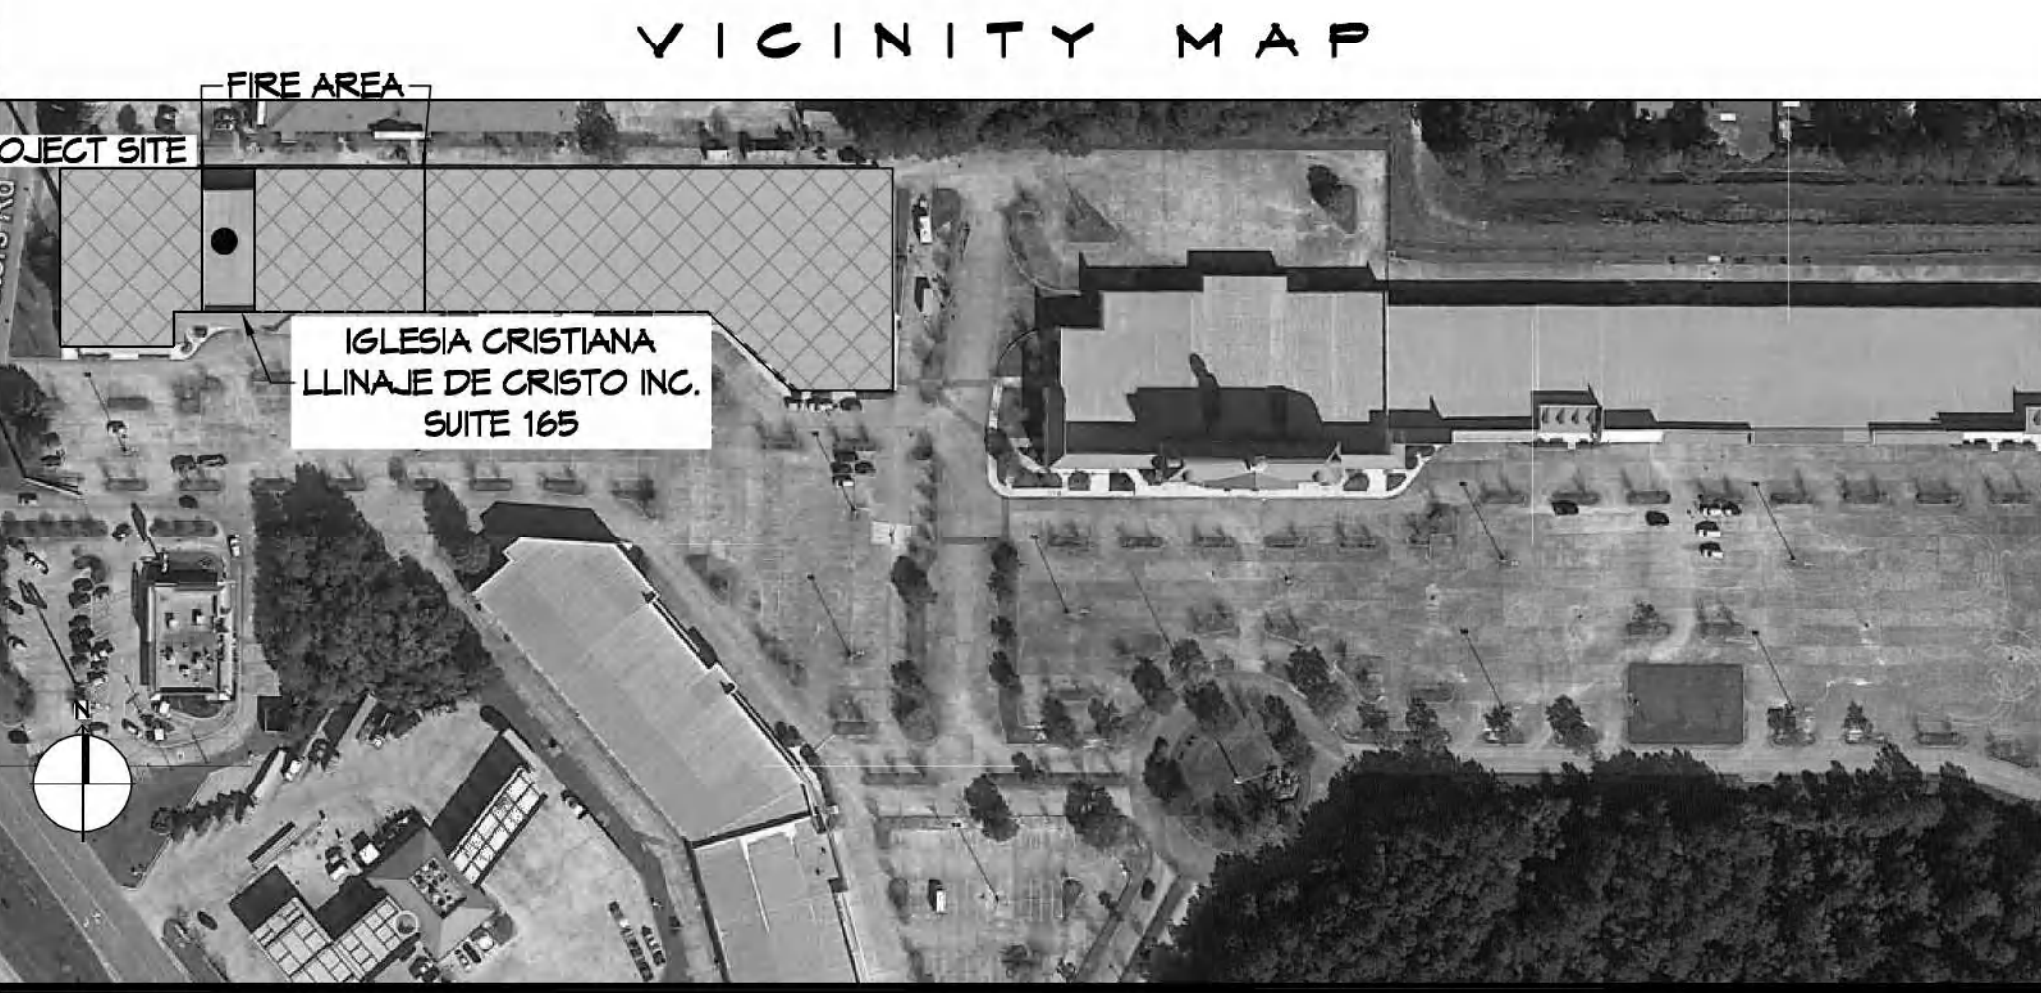 VICINITY MAP
FIRE AREA
OJECT SITE
IGLESIA CRISTIANA
LLINAJE DE CRISTO INC.
SUITE 165
N